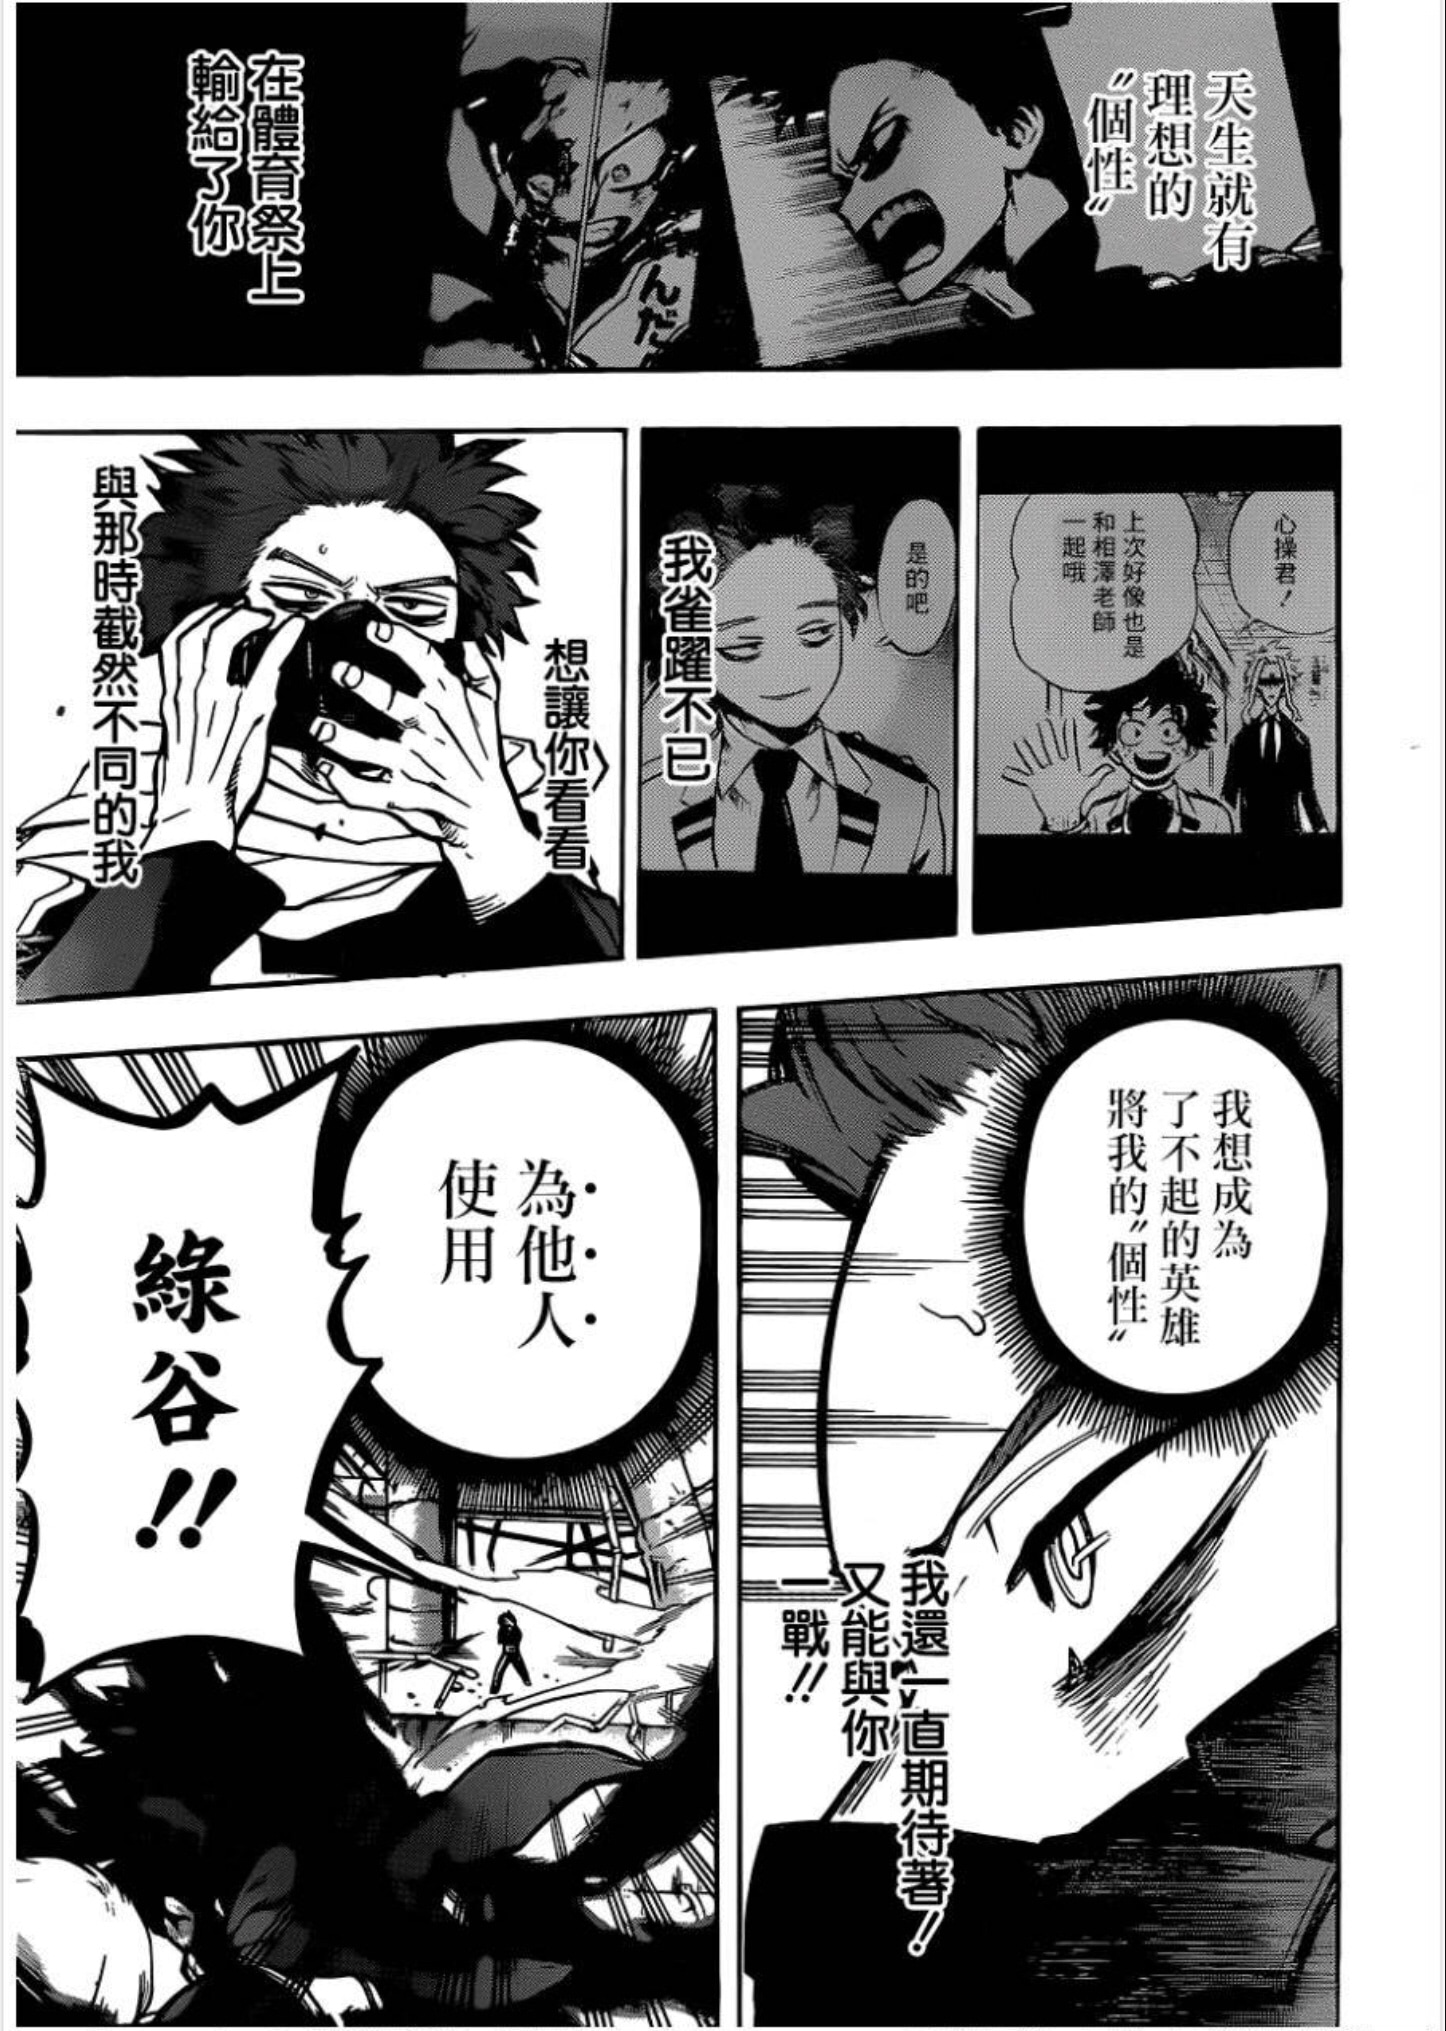 天生就有
理想的
〝個性〞
んだ
在體育祭上
輸給了你
心操君！
上次好像也是
和相澤老師
一起哦
是的吧
我雀躍不已
想讓你看看
與那時截然不同的我
我想成為
了不起的英雄
將我的〝個性〞
我還一直期待著！
又能與你
一戰!!
為他人
使用
綠谷!!